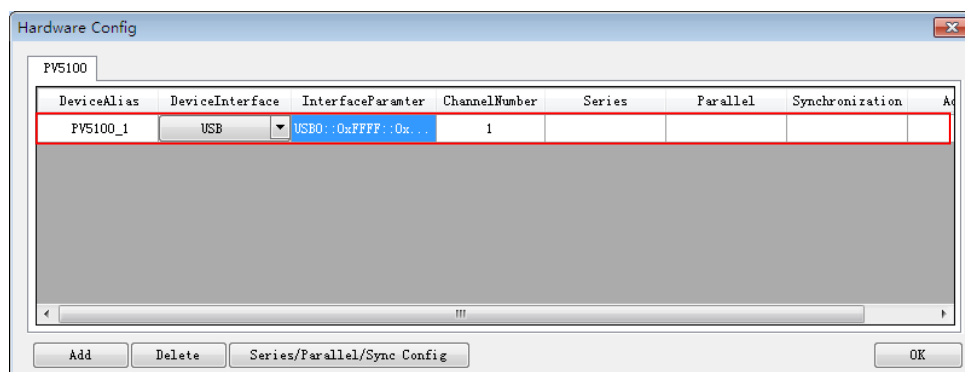 Hardware Config
PV5100
DeviceAlias DeviceInterface InterfaceParamter ChannelNumber Series Parallel Synchronization
PV5100_1 USB USB0::0xFFFF::0x... 1
Add Delete Series/Parallel/Sync Config OK